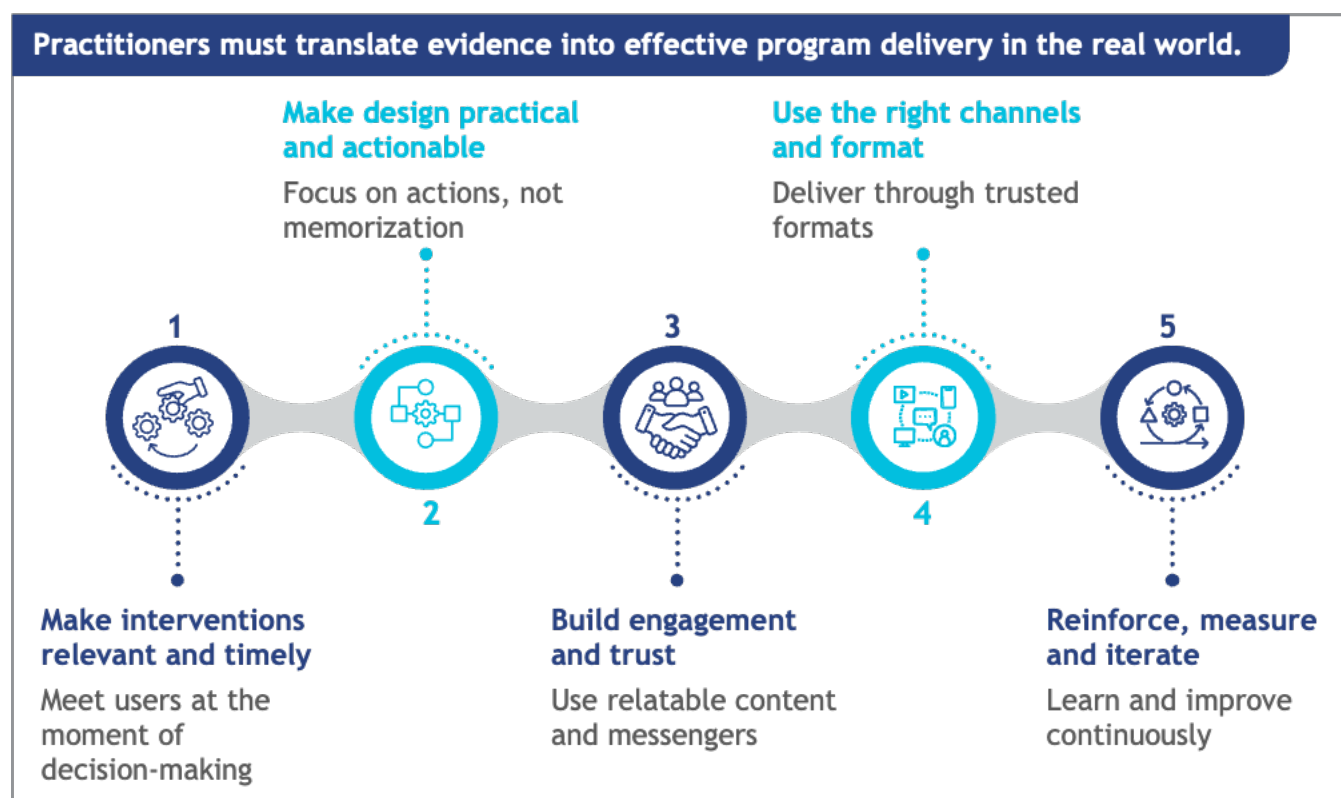 Practitioners must translate evidence into effective program delivery in the real world.
1
Make interventions
relevant and timely
Meet users at the
moment of
decision-making
Make design practical
and actionable
Focus on actions, not
memorization
2
3
Build engagement
and trust
Use relatable content
and messengers
Use the right channels
and format
Deliver through trusted
formats
4
5
Reinforce, measure
and iterate
Learn and improve
continuously